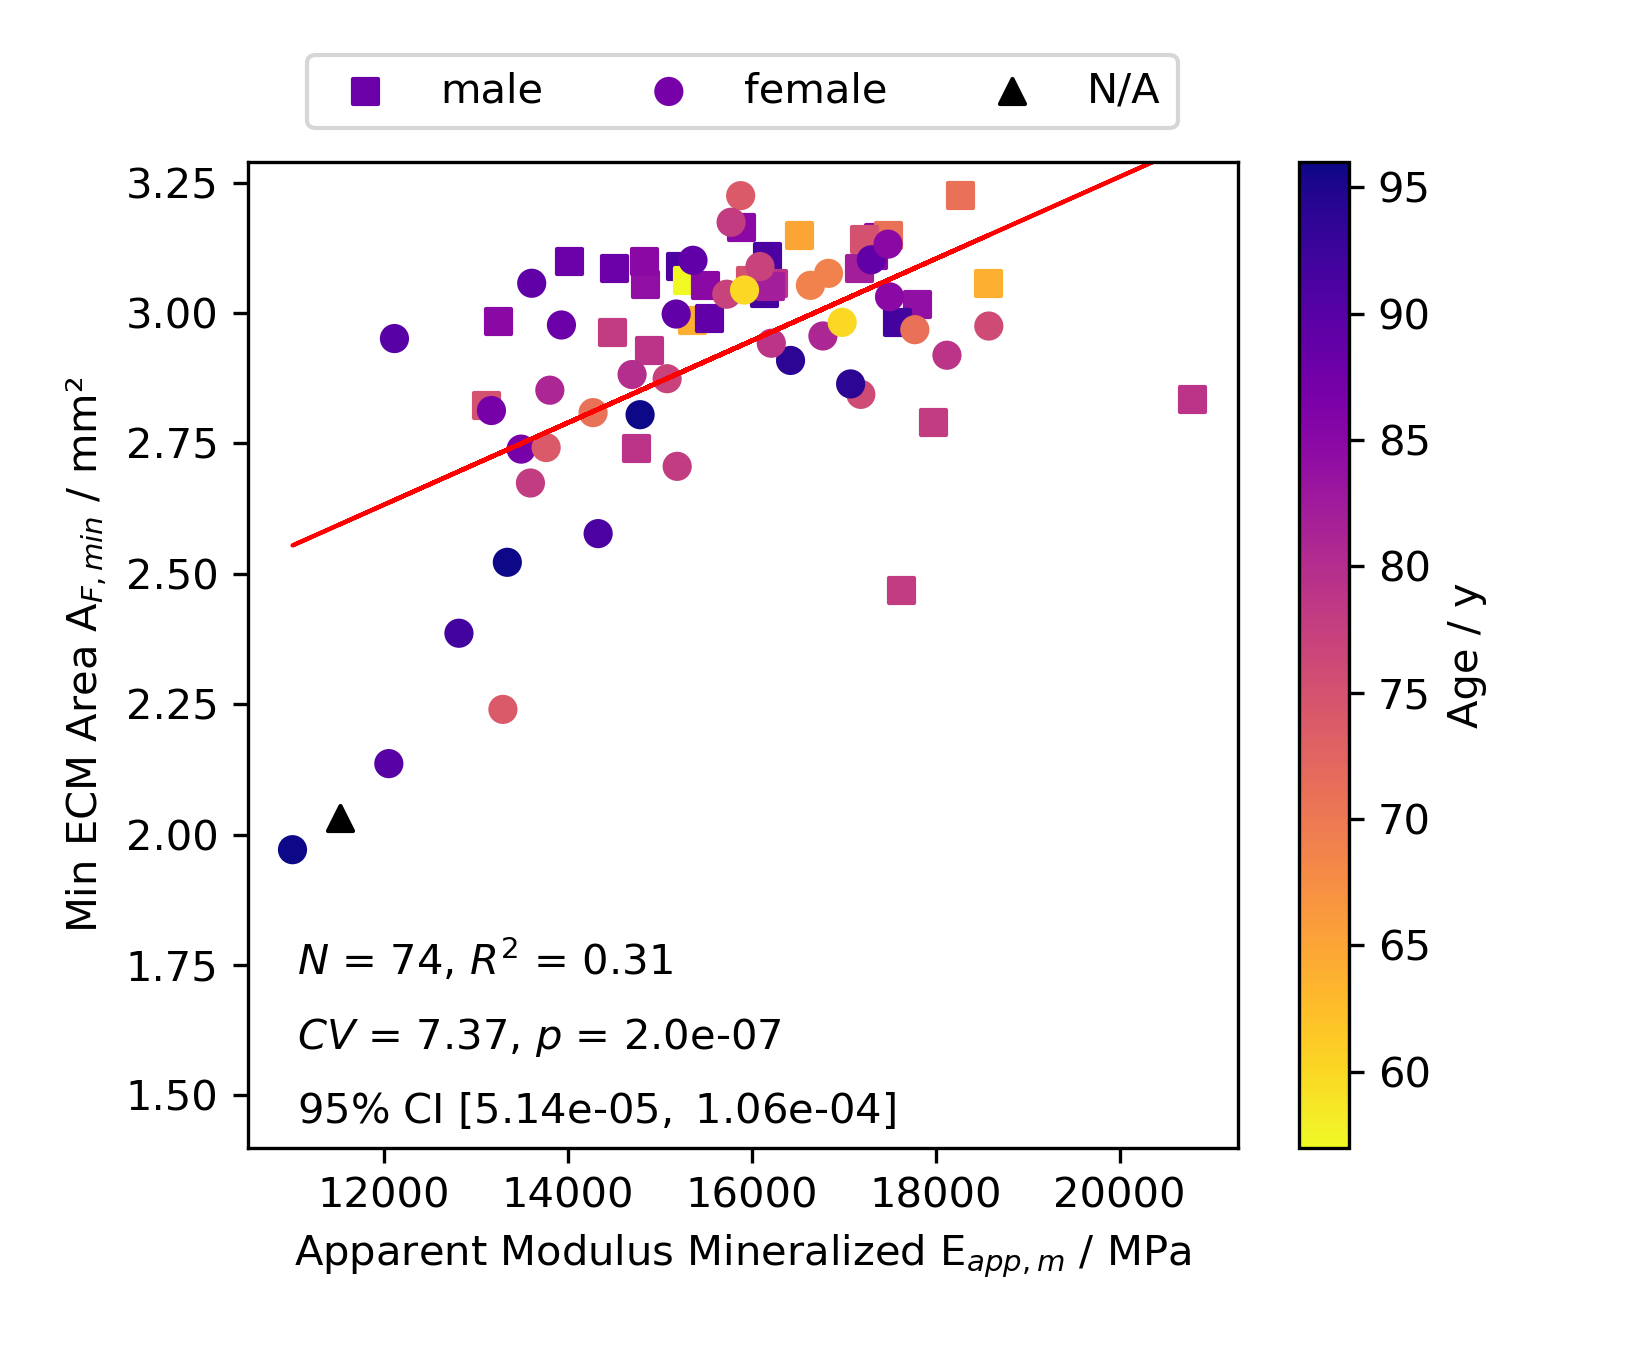 male female N/A
3.25
3.00
2.75
2.50
2.25
2.00
1.75
1.50
Min ECM Area A_F,min / mm²
N = 74, R² = 0.31
CV = 7.37, p = 2.0e-07
95% CI [5.14e-05, 1.06e-04]
12000 14000 16000 18000 20000
Apparent Modulus Mineralized E_app,m / MPa
95
90
85
80
75
70
65
60
Age / y